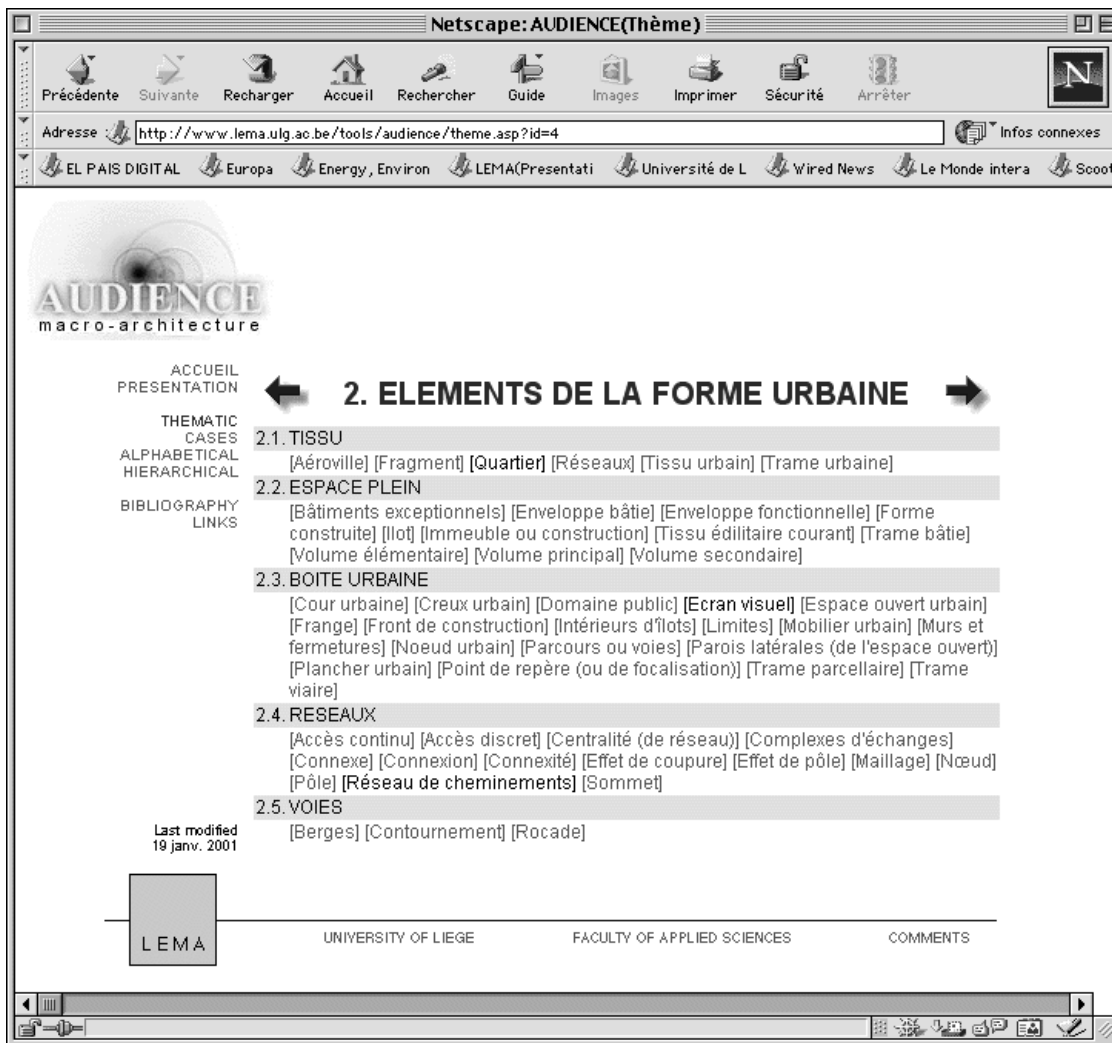 Netscape: AUDIENCE(Thème)
Précédente Suivante Recharger Accueil Rechercher Guide Images Imprimer Sécurité Arrêter
N
Adresse : http://www.lema.ulg.ac.be/tools/audience/theme.asp?id=4 Infos connexes
EL PAIS DIGITAL Europa Energy, Environ LEMA(Presentati Université de L Wired News Le Monde intera Scoot
AUDIENCE
macro-architecture
ACCUEIL
PRESENTATION
THEMATIC
CASES
ALPHABETICAL
HIERARCHICAL
BIBLIOGRAPHY
LINKS
2. ELEMENTS DE LA FORME URBAINE
2.1. TISSU
[Aéroville] [Fragment] [Quartier] [Réseaux] [Tissu urbain] [Trame urbaine]
2.2. ESPACE PLEIN
[Bâtiments exceptionnels] [Enveloppe bâtie] [Enveloppe fonctionnelle] [Forme
construite] [Ilot] [Immeuble ou construction] [Tissu édilitaire courant] [Trame bâtie]
[Volume élémentaire] [Volume principal] [Volume secondaire]
2.3. BOITE URBAINE
[Cour urbaine] [Creux urbain] [Domaine public] [Ecran visuel] [Espace ouvert urbain]
[Frange] [Front de construction] [Intérieurs d'îlots] [Limites] [Mobilier urbain] [Murs et
fermetures] [Noeud urbain] [Parcours ou voies] [Parois latérales (de l'espace ouvert)]
[Plancher urbain] [Point de repère (ou de focalisation)] [Trame parcellaire] [Trame
viaire]
2.4. RESEAUX
[Accès continu] [Accès discret] [Centralité (de réseau)] [Complexes d'échanges]
[Connexe] [Connexion] [Connexité] [Effet de coupure] [Effet de pôle] [Maillage] [Nœud]
[Pôle] [Réseau de cheminements] [Sommet]
2.5. VOIES
[Berges] [Contournement] [Rocade]
Last modified
19 janv. 2001
LEMA
UNIVERSITY OF LIEGE FACULTY OF APPLIED SCIENCES COMMENTS